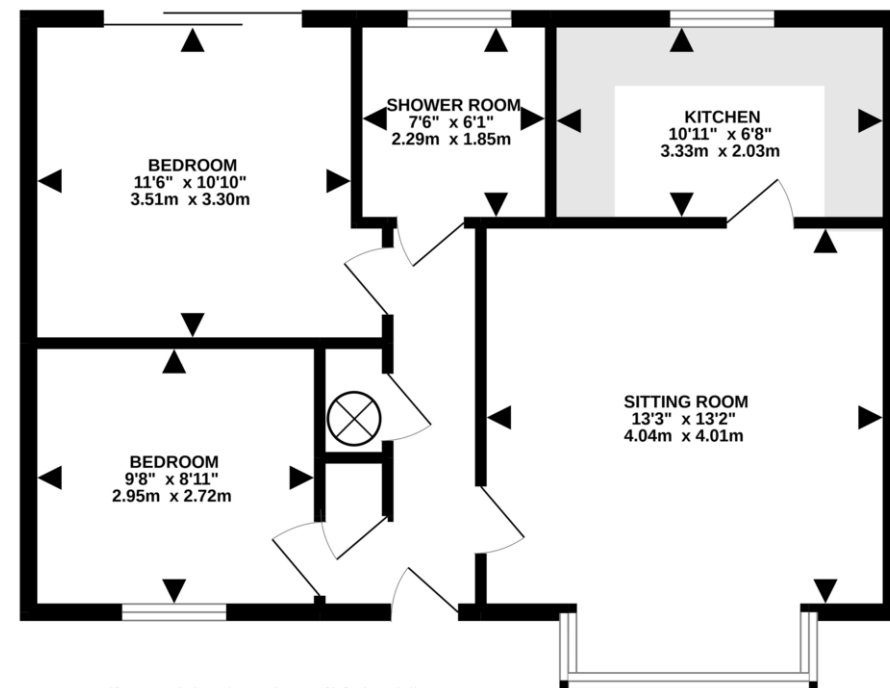 SHOWER ROOM
7'6" x 6'1"
2.29m x 1.85m
KITCHEN
10'11" x 6'8"
3.33m x 2.03m
BEDROOM
11'6" x 10'10"
3.51m x 3.30m
SITTING ROOM
13'3" x 13'2"
4.04m x 4.01m
BEDROOM
9'8" x 8'11"
2.95m x 2.72m